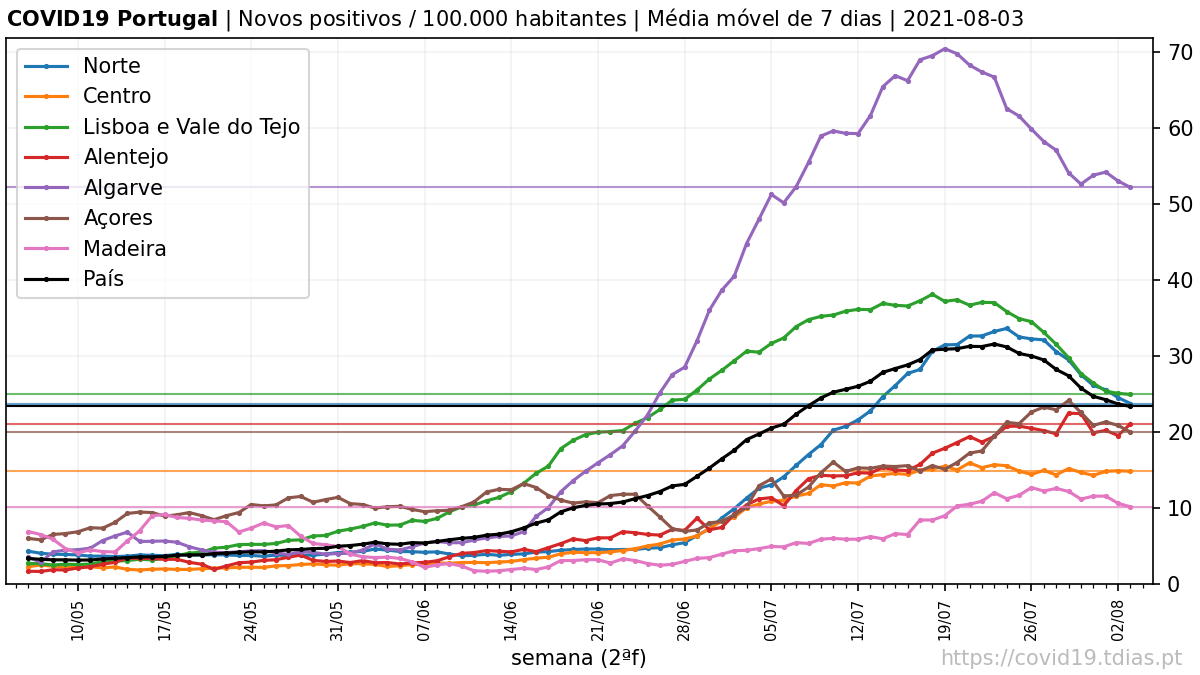 COVID19 Portugal | Novos positivos / 100.000 habitantes | Média móvel de 7 dias | 2021-08-03
Norte
Centro
Lisboa e Vale do Tejo
Alentejo
Algarve
Açores
Madeira
País
70
60
50
40
30
20
10
0
10/05
17/05
24/05
31/05
07/06
14/06
21/06
28/06
05/07
12/07
19/07
26/07
02/08
semana (2ªf)
https://covid19.tdias.pt